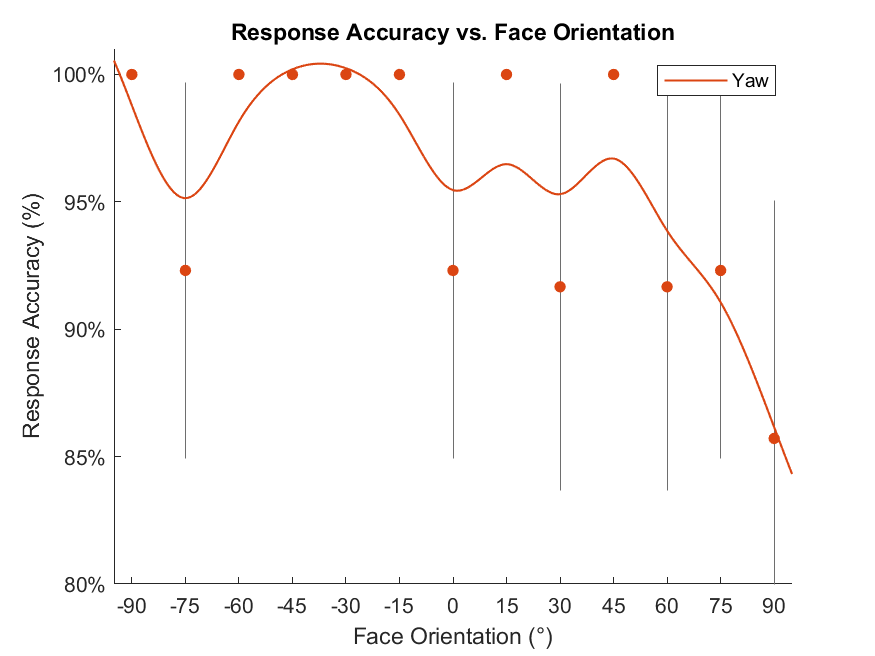 Response Accuracy vs. Face Orientation
100%
95%
90%
85%
80%
Response Accuracy (%)
Yaw
-90 -75 -60 -45 -30 -15 0 15 30 45 60 75 90
Face Orientation (°)